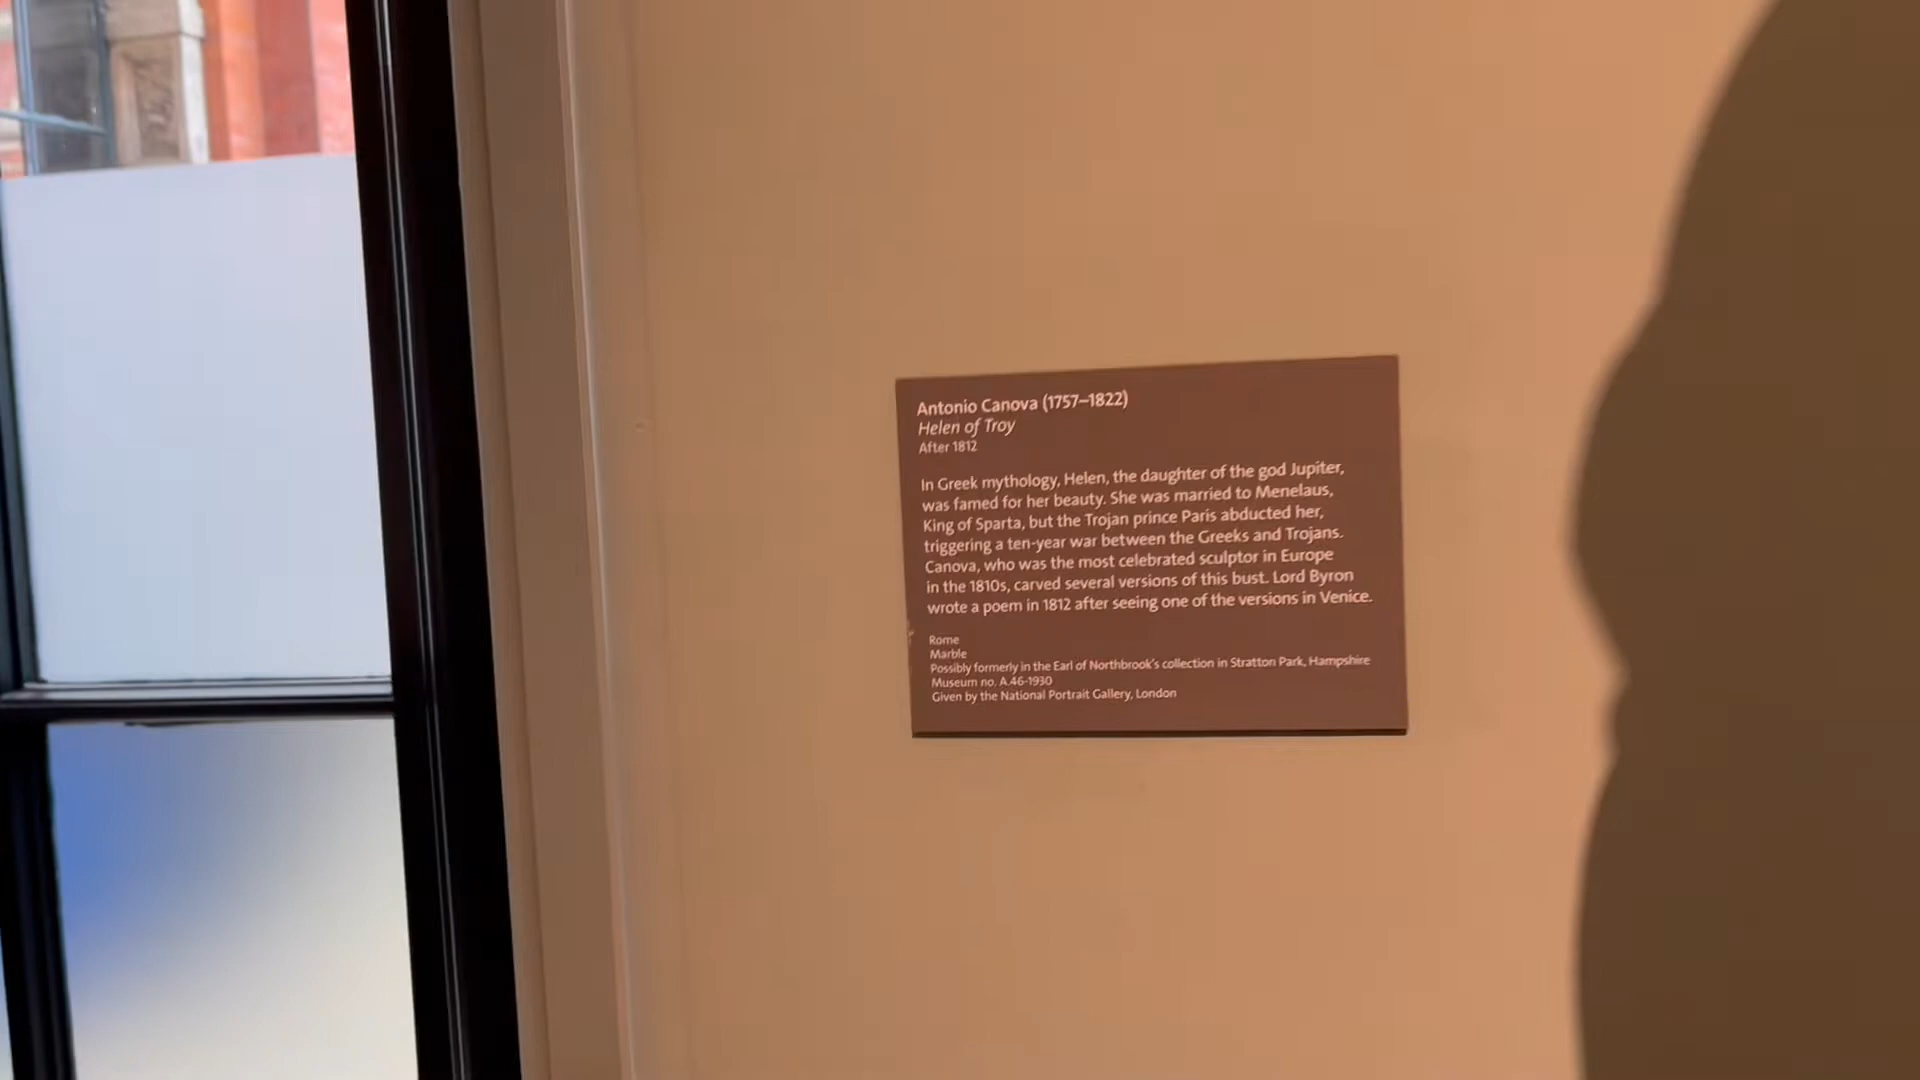 Antonio Canova (1757–1822)
Helen of Troy
After 1812
In Greek mythology, Helen, the daughter of the god Jupiter,
was famed for her beauty. She was married to Menelaus,
King of Sparta, but the Trojan prince Paris abducted her,
triggering a ten-year war between the Greeks and Trojans.
Canova, who was the most celebrated sculptor in Europe
in the 1810s, carved several versions of this bust. Lord Byron
wrote a poem in 1812 after seeing one of the versions in Venice.
Rome
Marble
Possibly formerly in the Earl of Northbrook's collection in Stratton Park, Hampshire
Museum no. A.46-1930
Given by the National Portrait Gallery, London